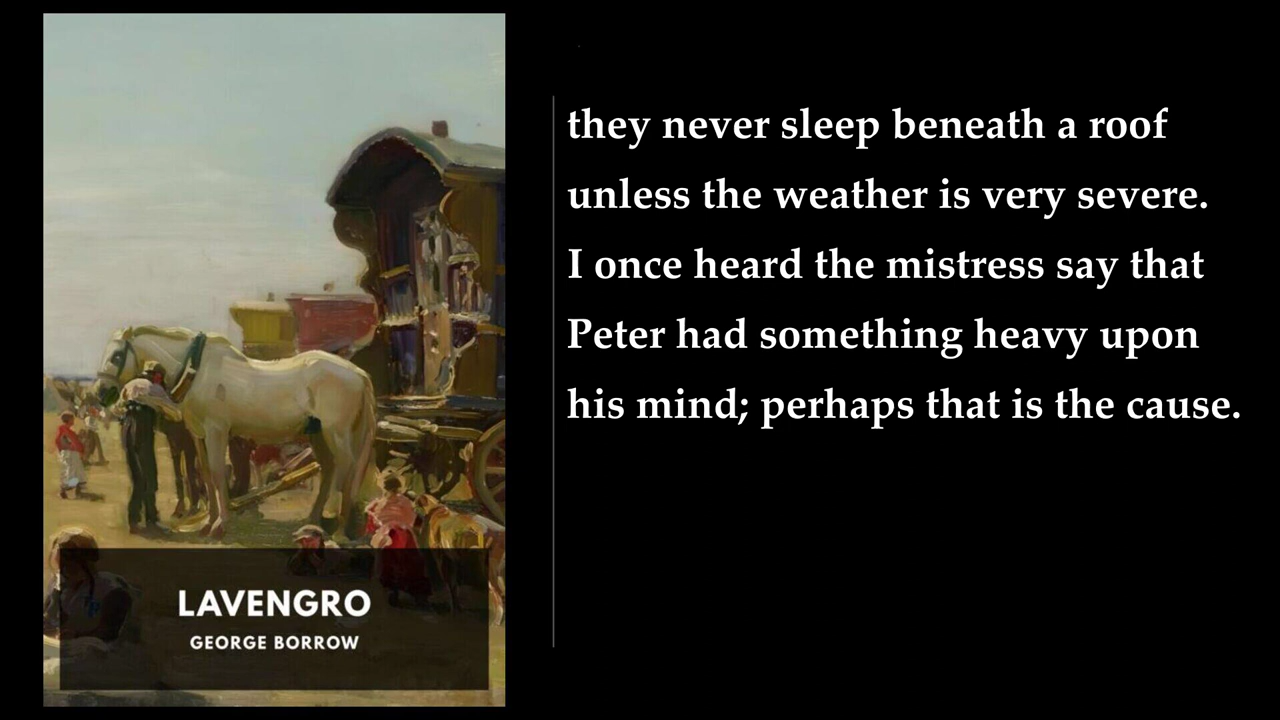 LAVENGRO
GEORGE BORROW
they never sleep beneath a roof
unless the weather is very severe.
I once heard the mistress say that
Peter had something heavy upon
his mind; perhaps that is the cause.